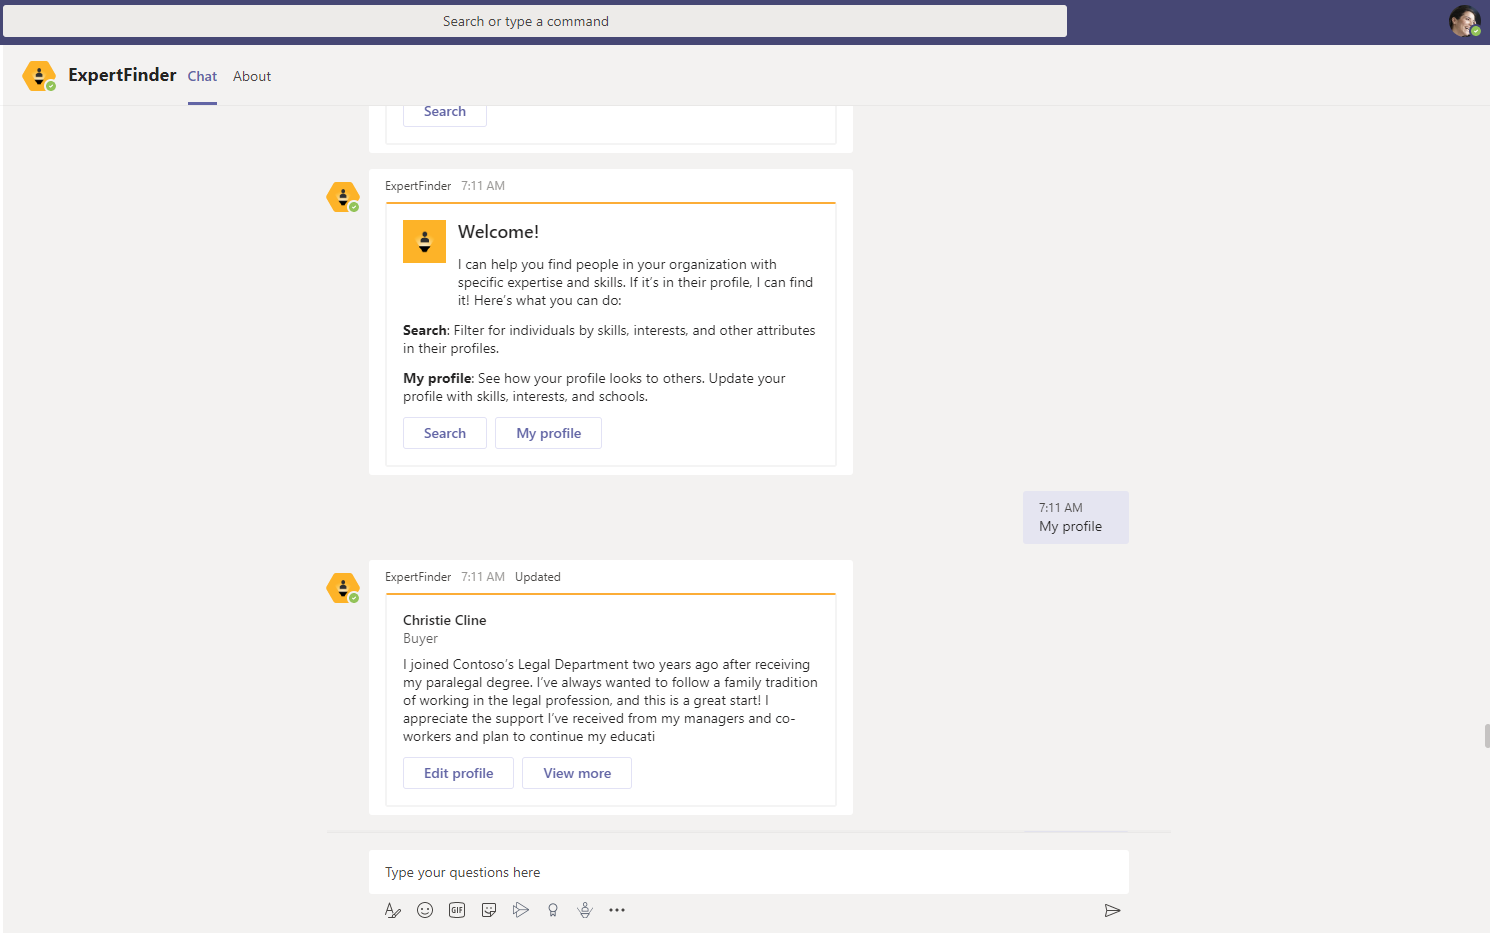 Search or type a command
ExpertFinder Chat About
Search
ExpertFinder 7:11 AM
Welcome!
I can help you find people in your organization with
specific expertise and skills. If it's in their profile, I can find
it! Here's what you can do:
Search: Filter for individuals by skills, interests, and other attributes
in their profiles.
My profile: See how your profile looks to others. Update your
profile with skills, interests, and schools.
Search My profile
7:11 AM
My profile
ExpertFinder 7:11 AM Updated
Christie Cline
Buyer
I joined Contoso's Legal Department two years ago after receiving
my paralegal degree. I've always wanted to follow a family tradition
of working in the legal profession, and this is a great start! I
appreciate the support I've received from my managers and co-
workers and plan to continue my educati
Edit profile View more
Type your questions here
GIF